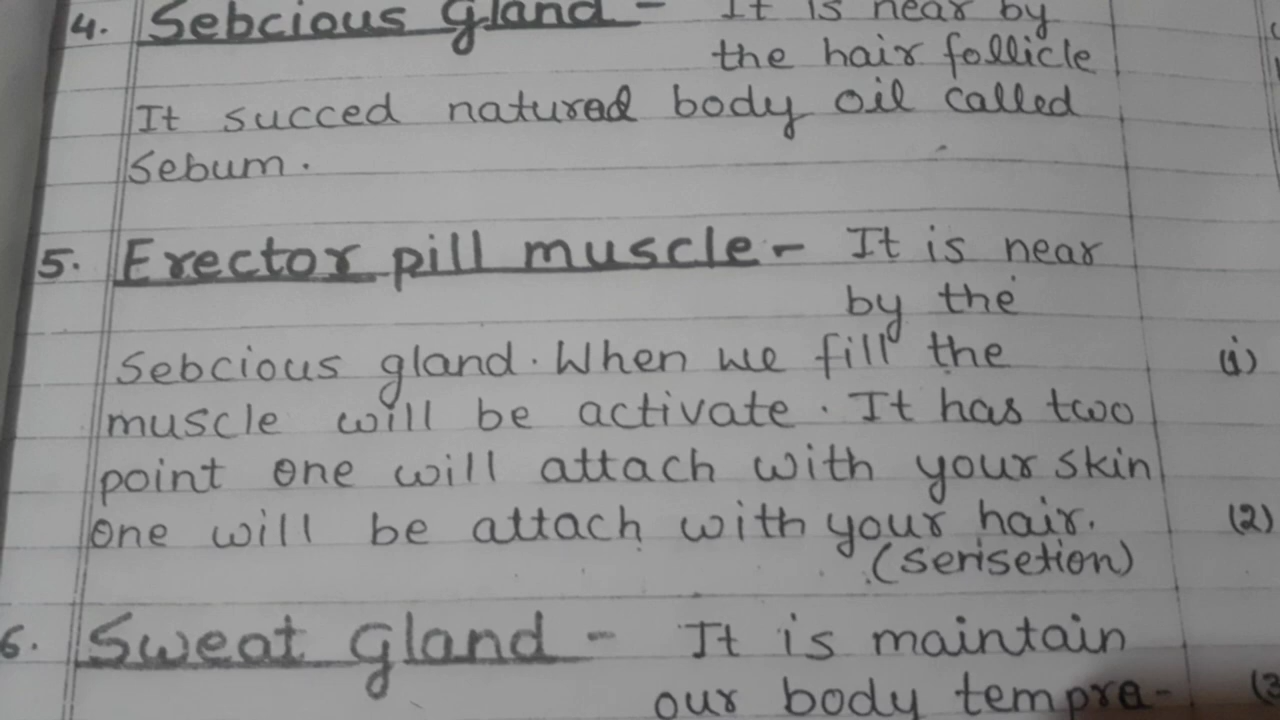 4. Sebcious gland - It is near by
the hair follicle
It succed natured body oil called
Sebum.
5. Erector pill muscle - It is near
by the
Sebcious gland. When we fill the
muscle will be activate. It has two
point one will attach with your skin
one will be attach with your hair.
(serisetion)
6. Sweat gland - It is maintain
our body tempra-
(i)
(2)
(3